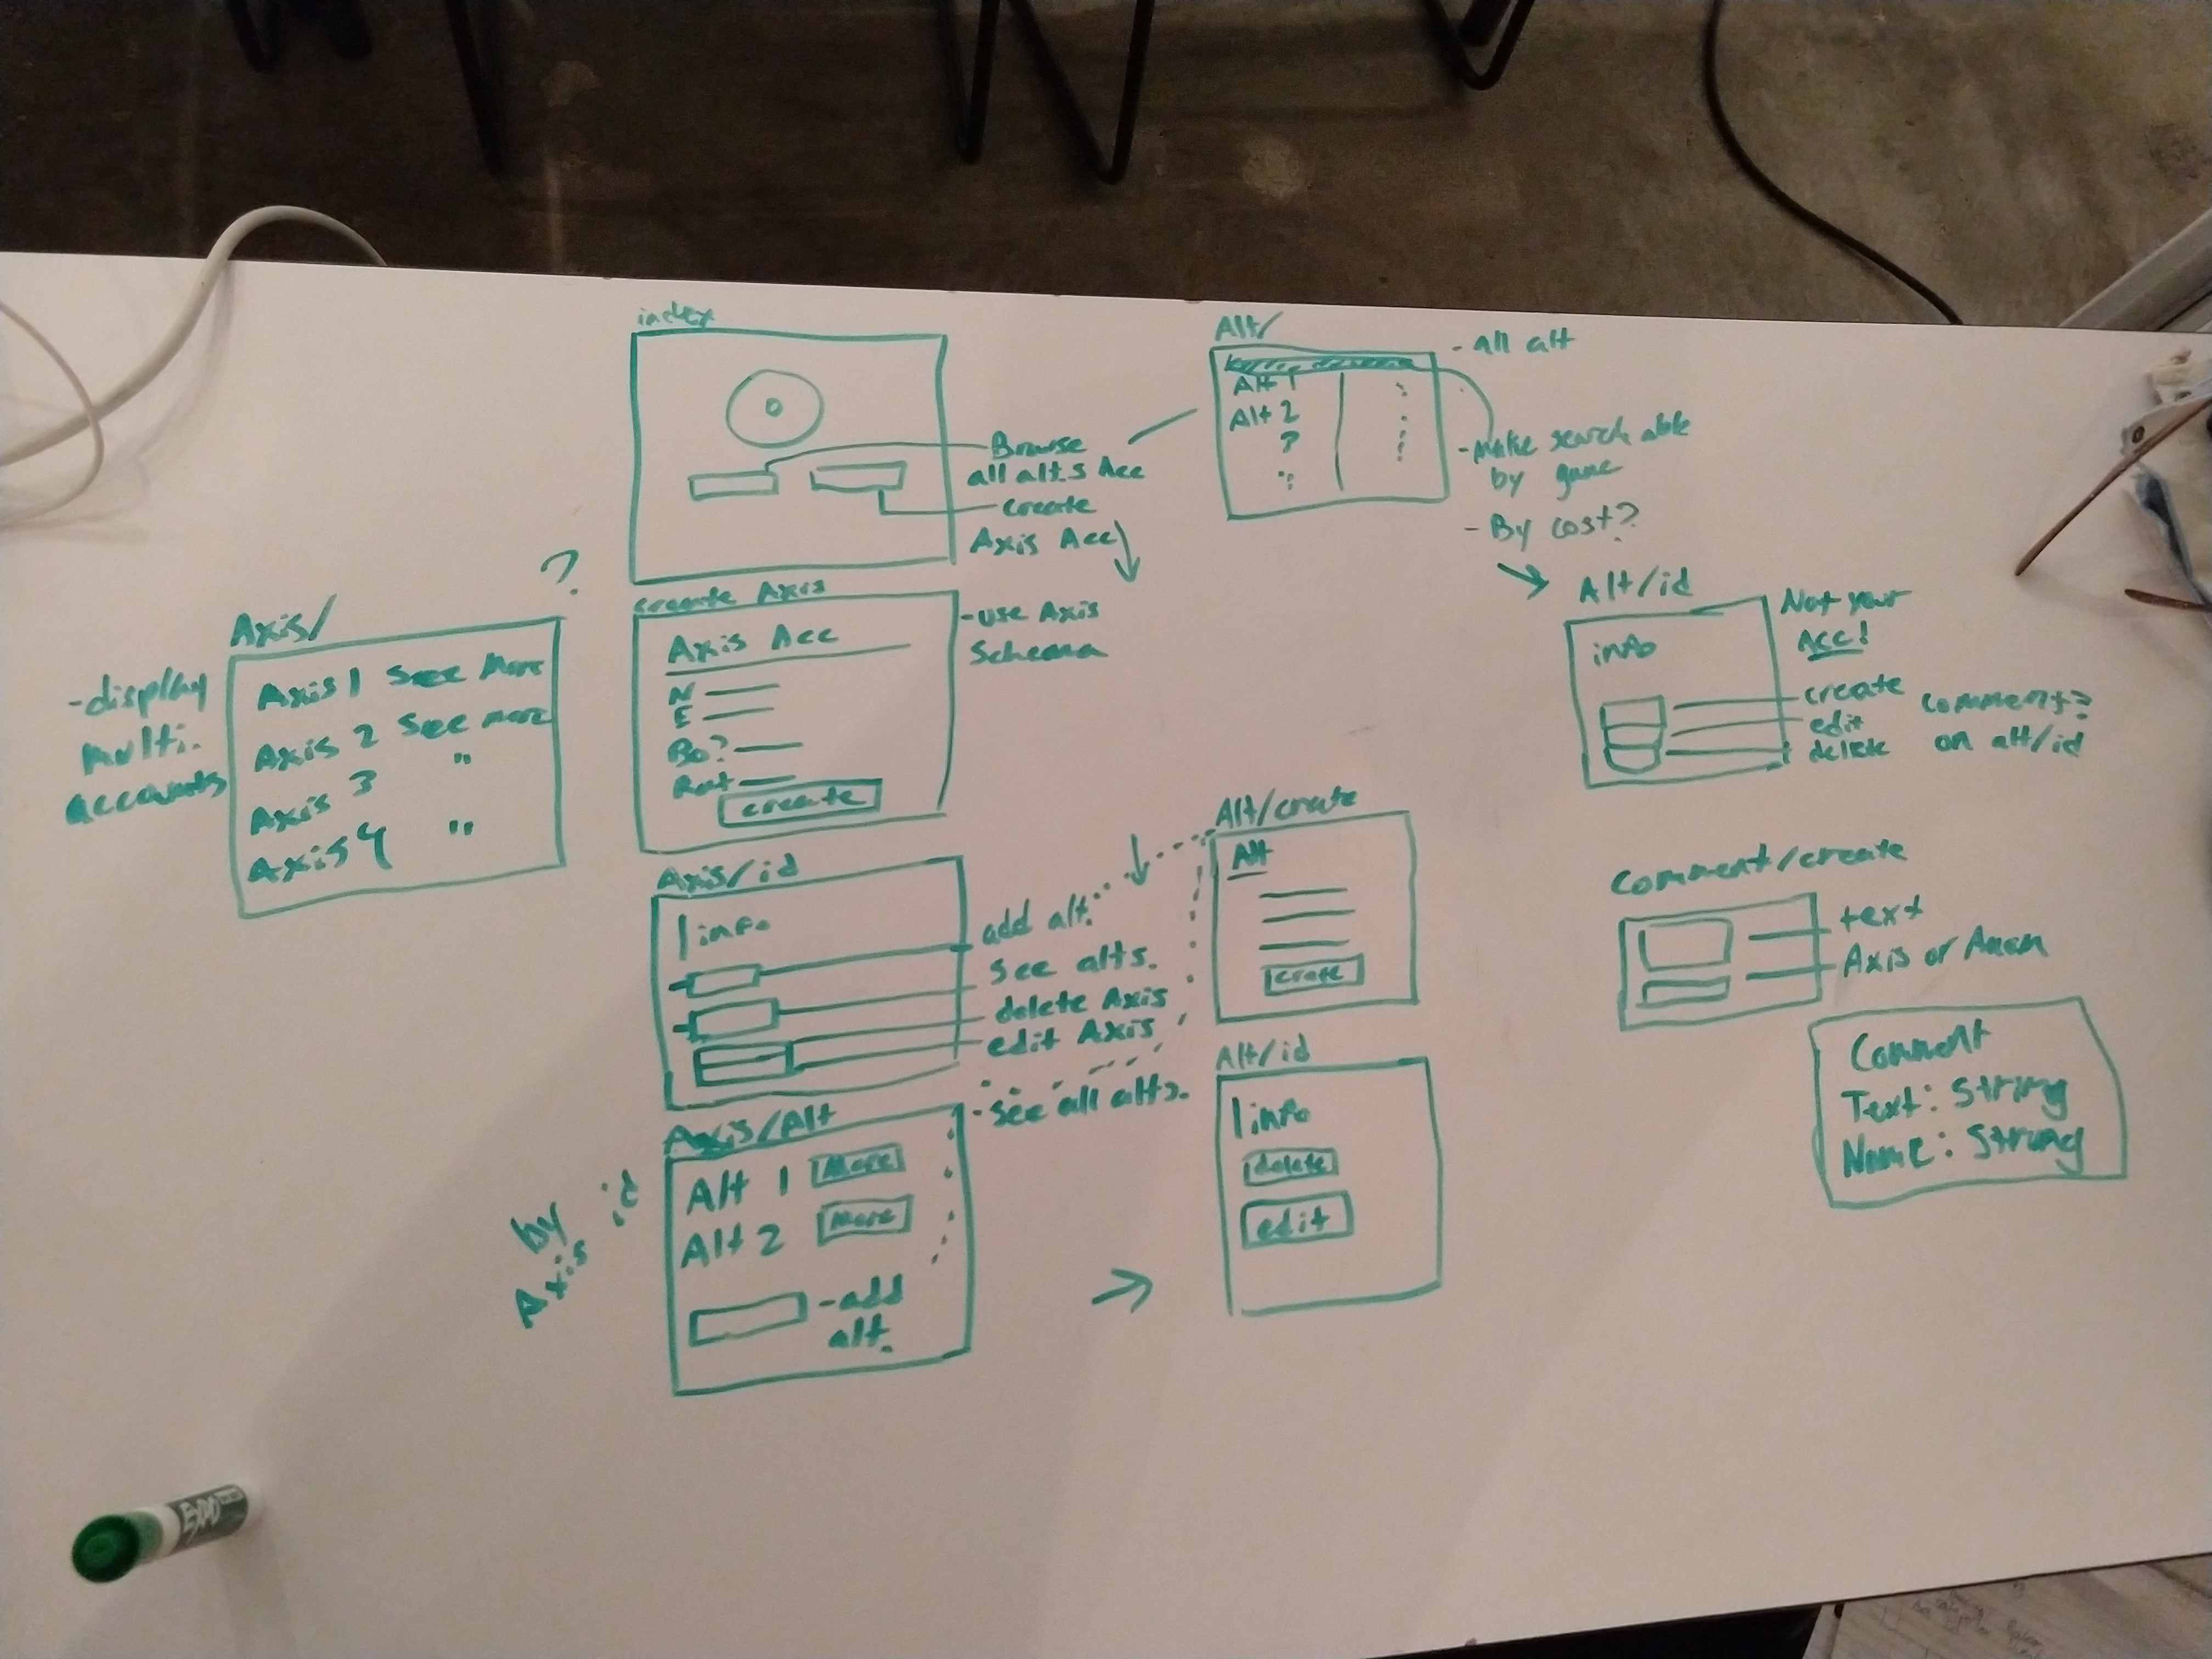 index
Browse
all alts Acc
create
Axis Acc
Alt/
- all alt
Alt 1
Alt 2
?
- Make search able
by game
- By cost?
?
Axis/
- display
multi.
accounts
Axis 1 See More
Axis 2 See more
Axis 3 "
Axis 4 "
create Axis
Axis Acc
N
E
Bo?
Rat
create
- use Axis
Schema
Alt/id
info
Not your
Acc!
create
edit
delete
comment?
on alt/id
Axis/id
info
add alt.
see alts.
delete Axis
edit Axis
Alt/create
Alt
create
Comment/create
text
Axis or Anon
Comment
Text: String
Name: String
Axis/Alt
- see all alts.
by
Axis id
Alt 1 More
Alt 2 More
- add
alt.
Alt/id
info
delete
edit
EXPO